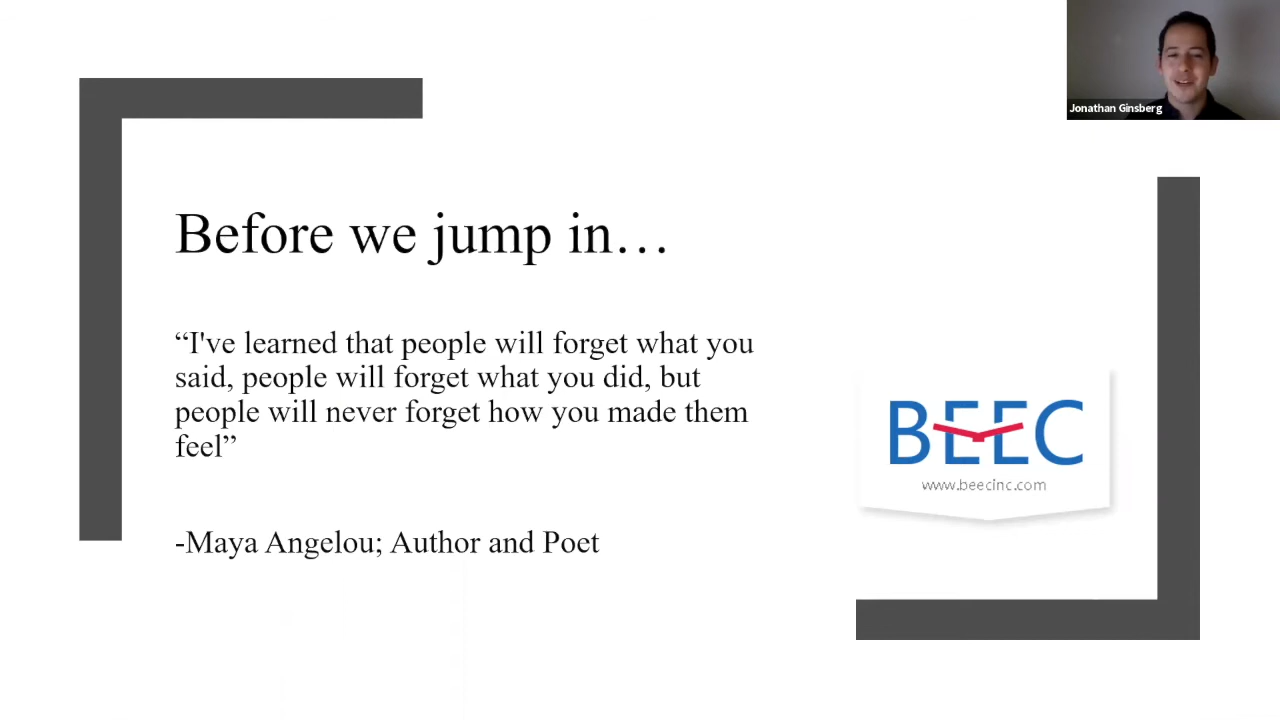 Jonathan Ginsberg
Before we jump in…
“I've learned that people will forget what you
said, people will forget what you did, but
people will never forget how you made them
feel”
-Maya Angelou; Author and Poet
BEEC
www.beecinc.com